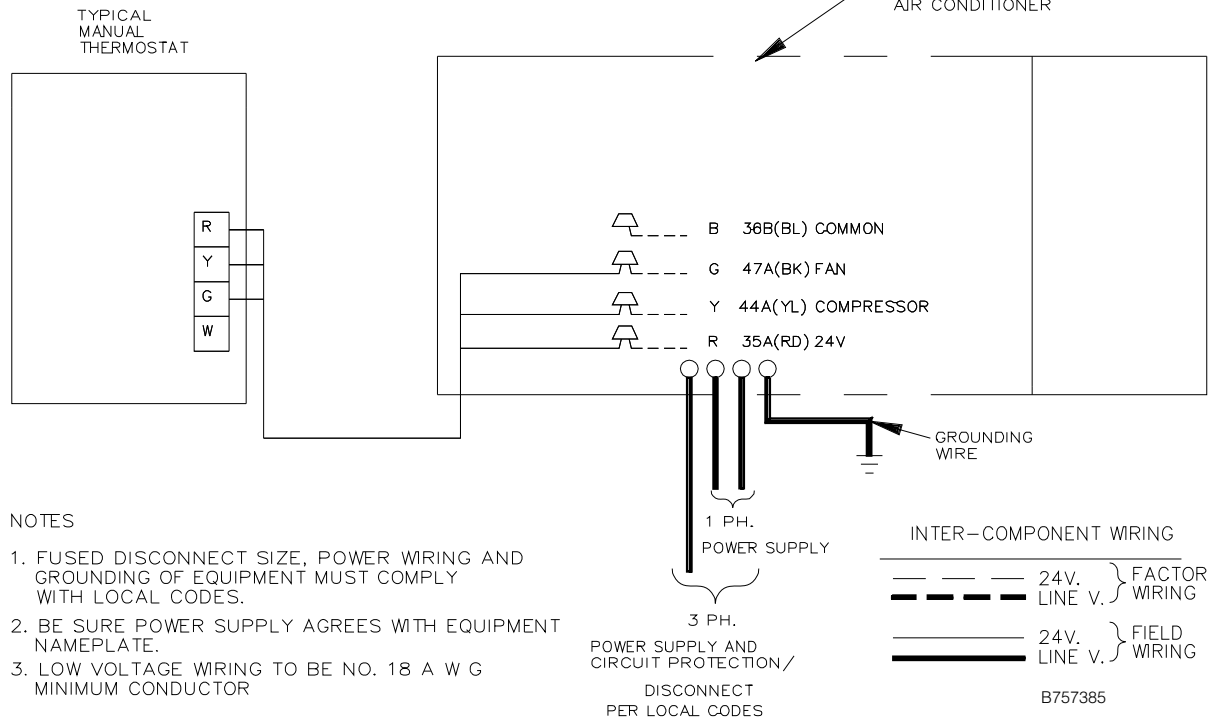 AIR CONDITIONER
TYPICAL
MANUAL
THERMOSTAT
R
Y
G
W
B 36B(BL) COMMON
G 47A(BK) FAN
Y 44A(YL) COMPRESSOR
R 35A(RD) 24V
GROUNDING
WIRE
1 PH.
POWER SUPPLY
3 PH.
POWER SUPPLY AND
CIRCUIT PROTECTION/
DISCONNECT
PER LOCAL CODES
NOTES
1. FUSED DISCONNECT SIZE, POWER WIRING AND
GROUNDING OF EQUIPMENT MUST COMPLY
WITH LOCAL CODES.
2. BE SURE POWER SUPPLY AGREES WITH EQUIPMENT
NAMEPLATE.
3. LOW VOLTAGE WIRING TO BE NO. 18 A W G
MINIMUM CONDUCTOR
INTER-COMPONENT WIRING
24V.
LINE V.
FACTOR
WIRING
24V.
LINE V.
FIELD
WIRING
B757385